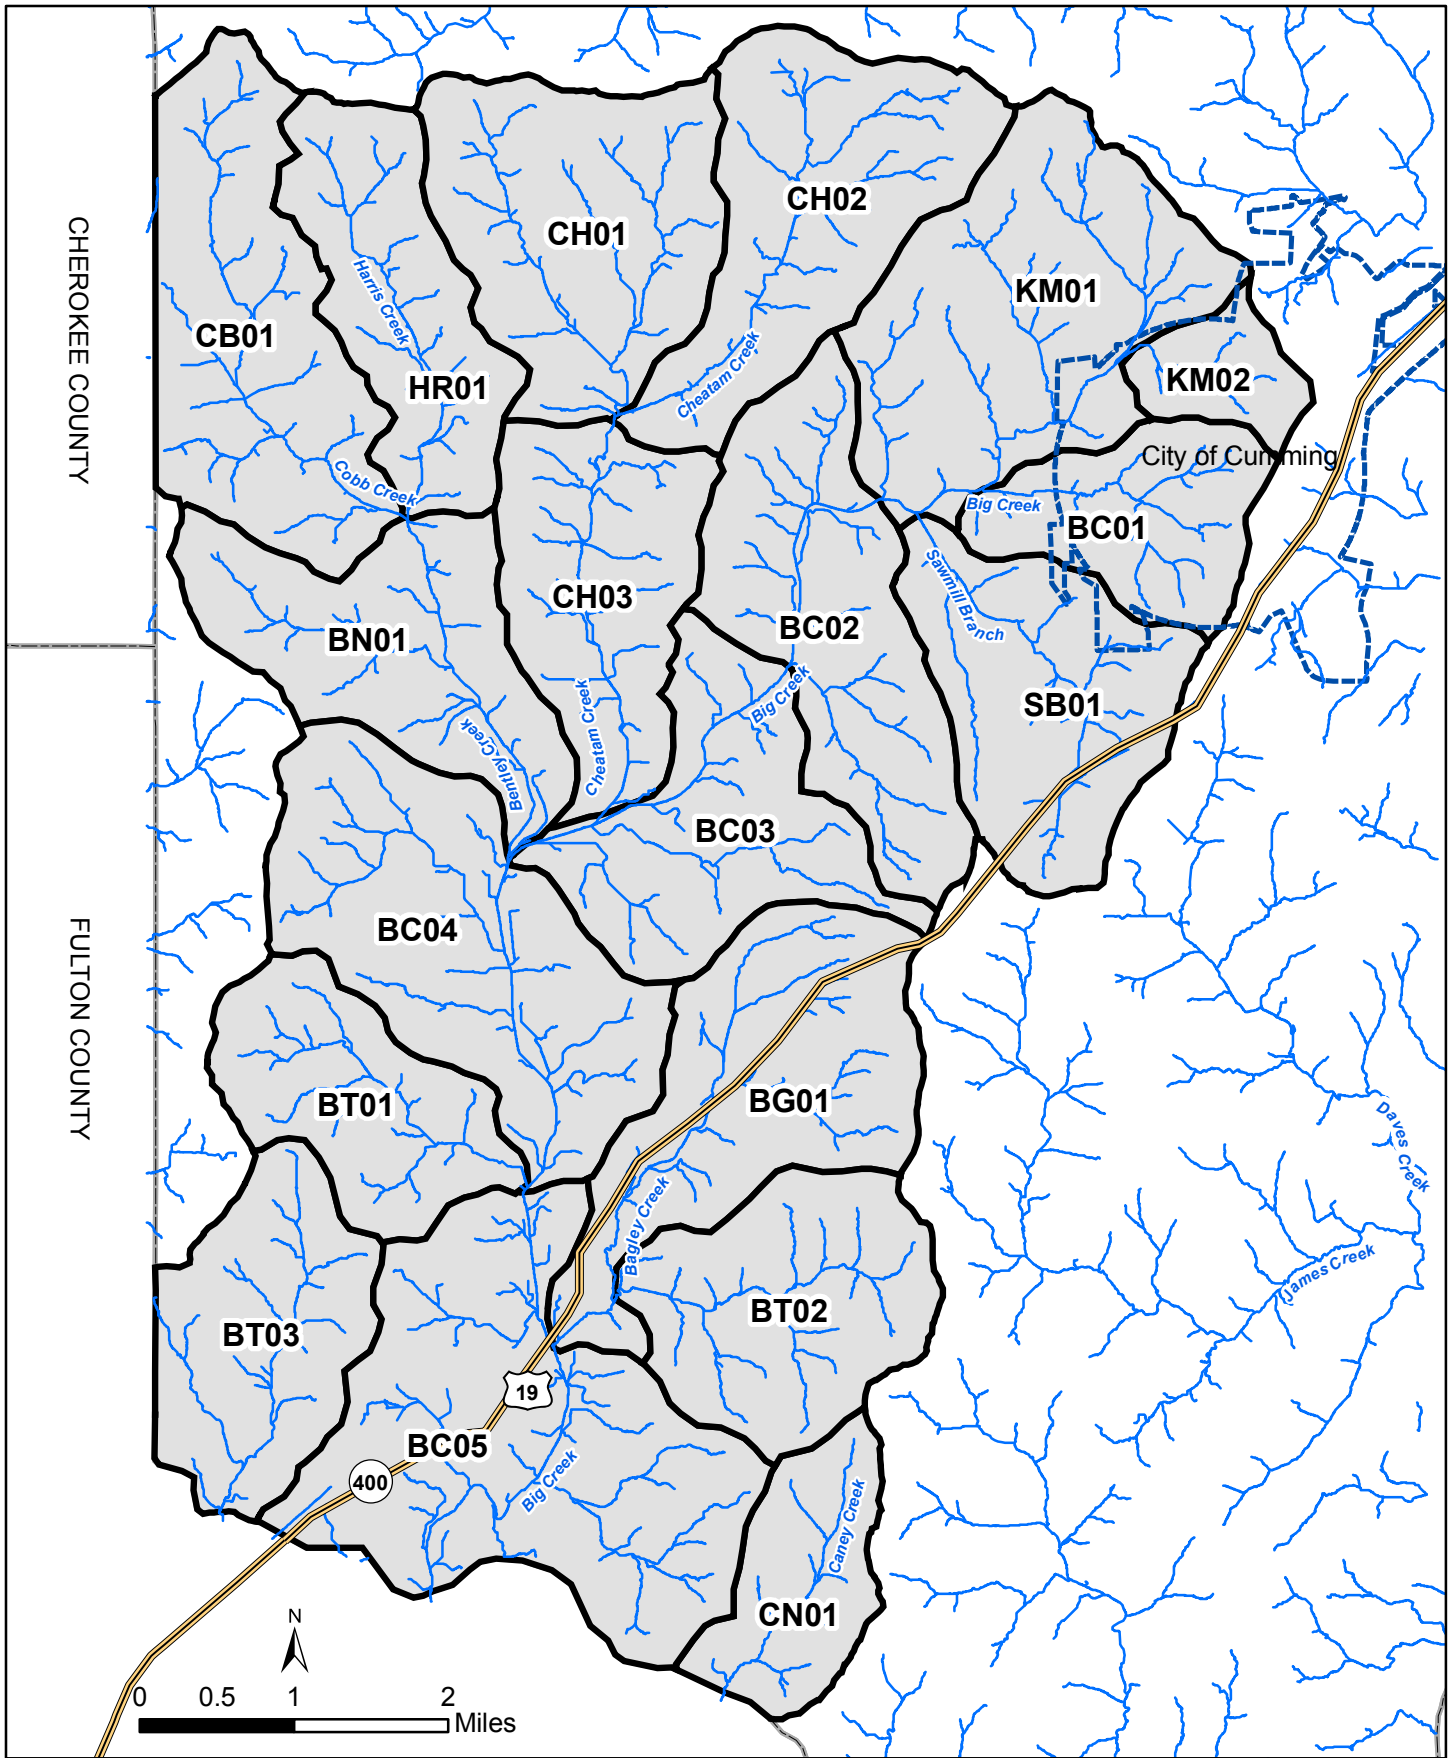 CH02
CH01
Harris Creek
KM01
CHEROKEE COUNTY
CB01
HR01
Cheatam Creek
KM02
City of Cumming
Cobb Creek
Big Creek
BC01
CH03
Sawmill Branch
BN01
BC02
Big Creek
SB01
Bentley Creek
Cheatam Creek
BC03
BC04
FULTON COUNTY
BT01
BG01
Daves Creek
Bagley Creek
James Creek
BT02
BT03
19
BC05
400
Big Creek
Caney Creek
CN01
N
0 0.5 1 2
Miles